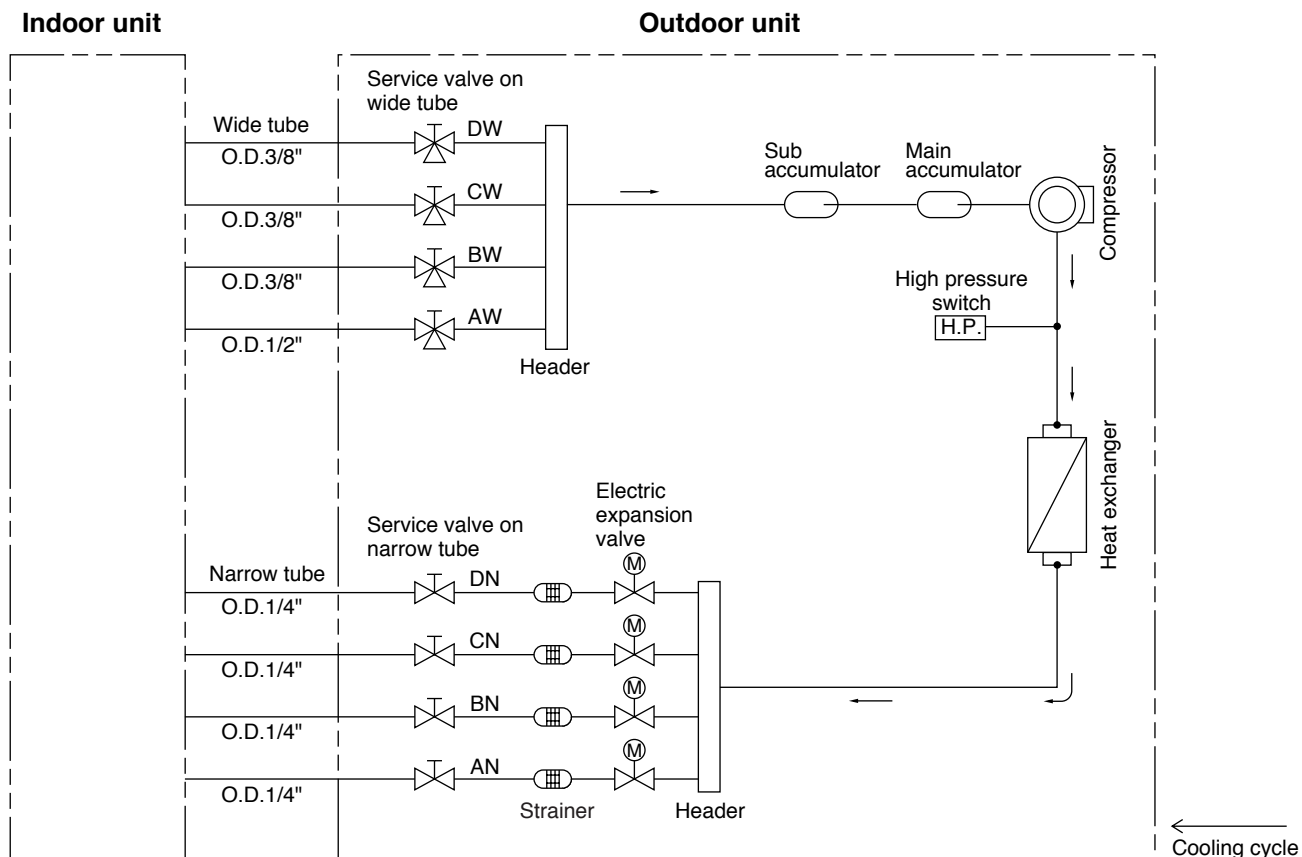 Indoor unit
Outdoor unit
Service valve on
wide tube
Wide tube
O.D.3/8"
DW
O.D.3/8"
CW
O.D.3/8"
BW
O.D.1/2"
AW
Header
Sub
accumulator
Main
accumulator
Compressor
High pressure
switch
H.P.
Heat exchanger
Service valve on
narrow tube
Electric
expansion
valve
Narrow tube
O.D.1/4"
DN
M
O.D.1/4"
CN
M
O.D.1/4"
BN
M
O.D.1/4"
AN
M
Strainer
Header
Cooling cycle